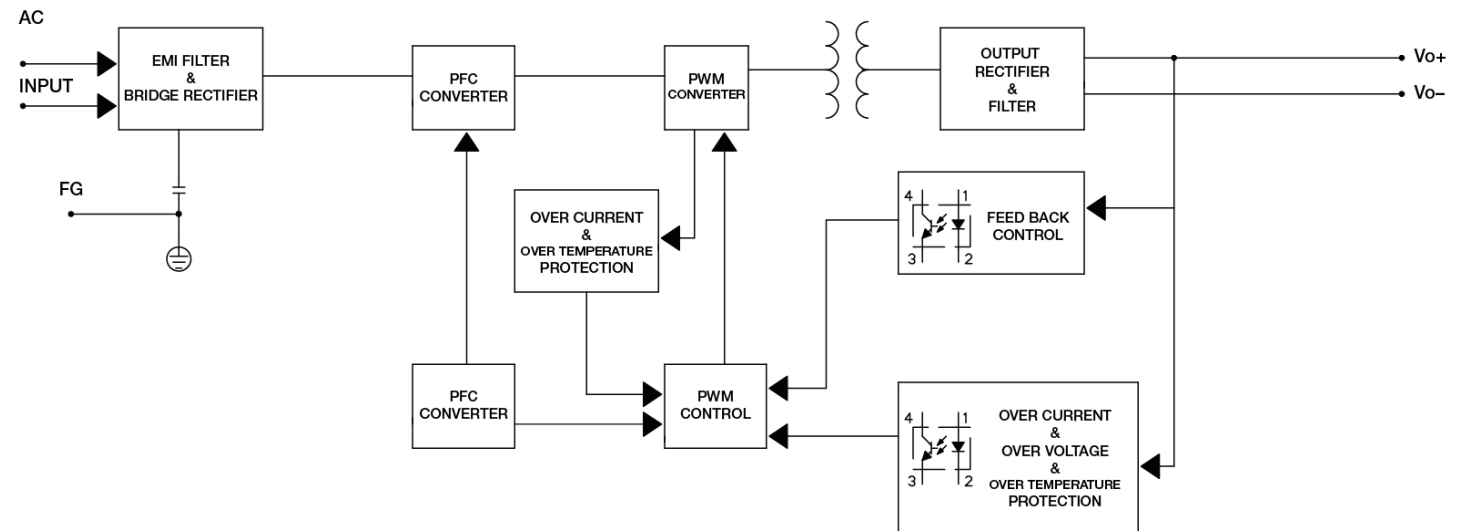 AC
INPUT
EMI FILTER
&
BRIDGE RECTIFIER
FG
PFC
CONVERTER
PWM
CONVERTER
OUTPUT
RECTIFIER
&
FILTER
Vo+
Vo–
OVER CURRENT
&
OVER TEMPERATURE
PROTECTION
4 1
3 2
FEED BACK
CONTROL
PFC
CONVERTER
PWM
CONTROL
4 1
3 2
OVER CURRENT
&
OVER VOLTAGE
&
OVER TEMPERATURE
PROTECTION